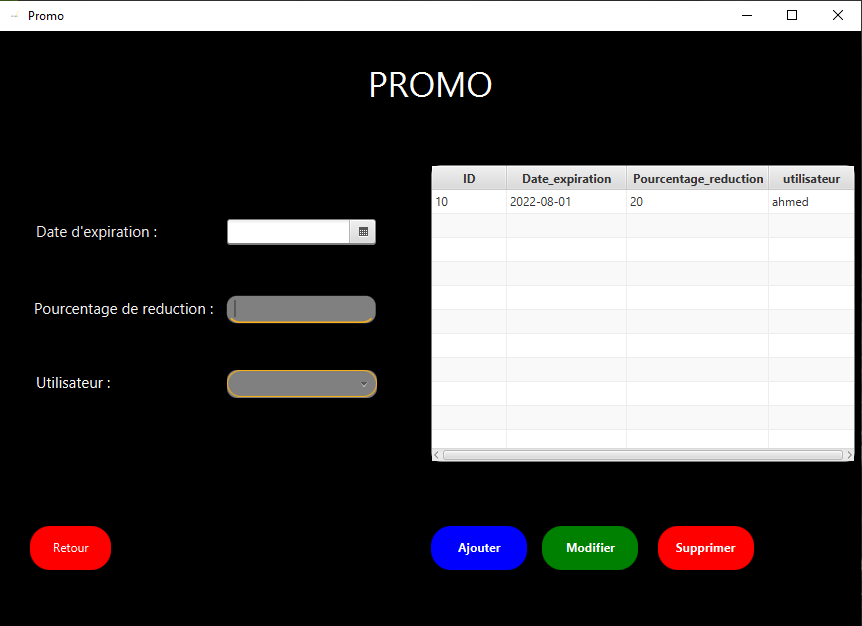 Promo
PROMO
Date d'expiration :
Pourcentage de reduction :
Utilisateur :
ID Date_expiration Pourcentage_reduction utilisateur
10 2022-08-01 20 ahmed
Retour Ajouter Modifier Supprimer